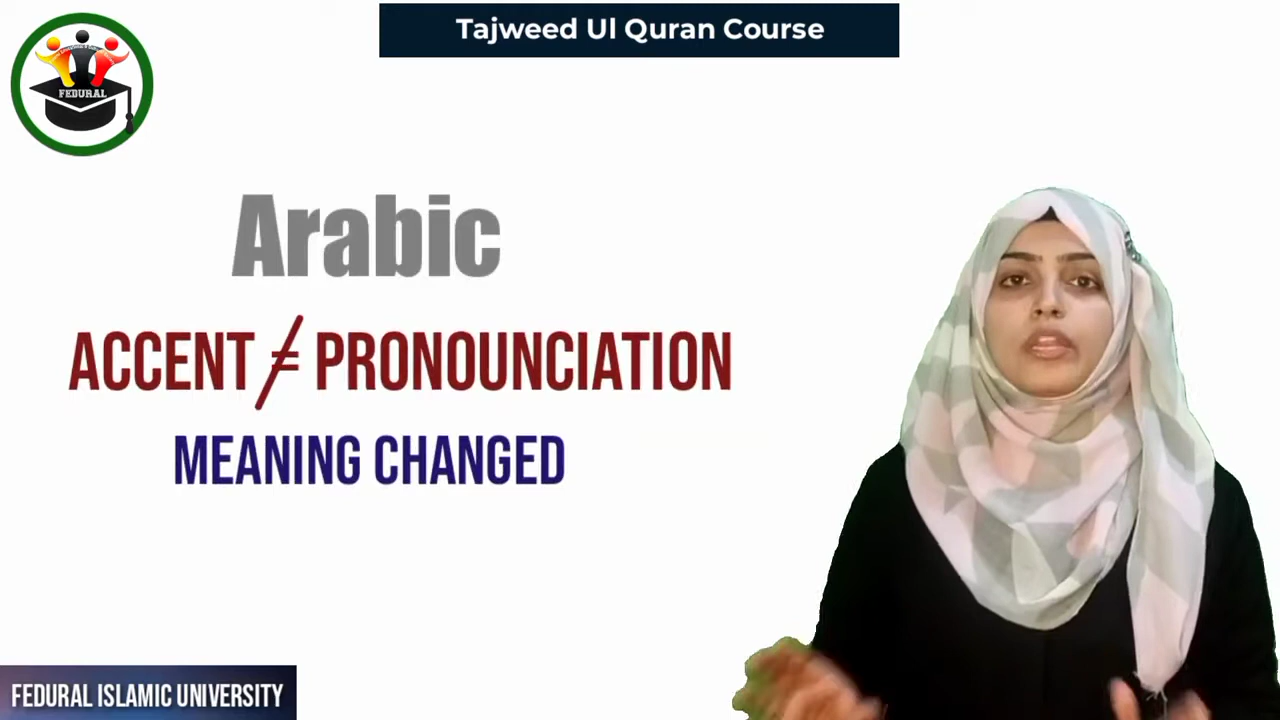 Tajweed Ul Quran Course
FEDURAL
Arabic
ACCENT ≠ PRONOUNCIATION
MEANING CHANGED
FEDURAL ISLAMIC UNIVERSITY